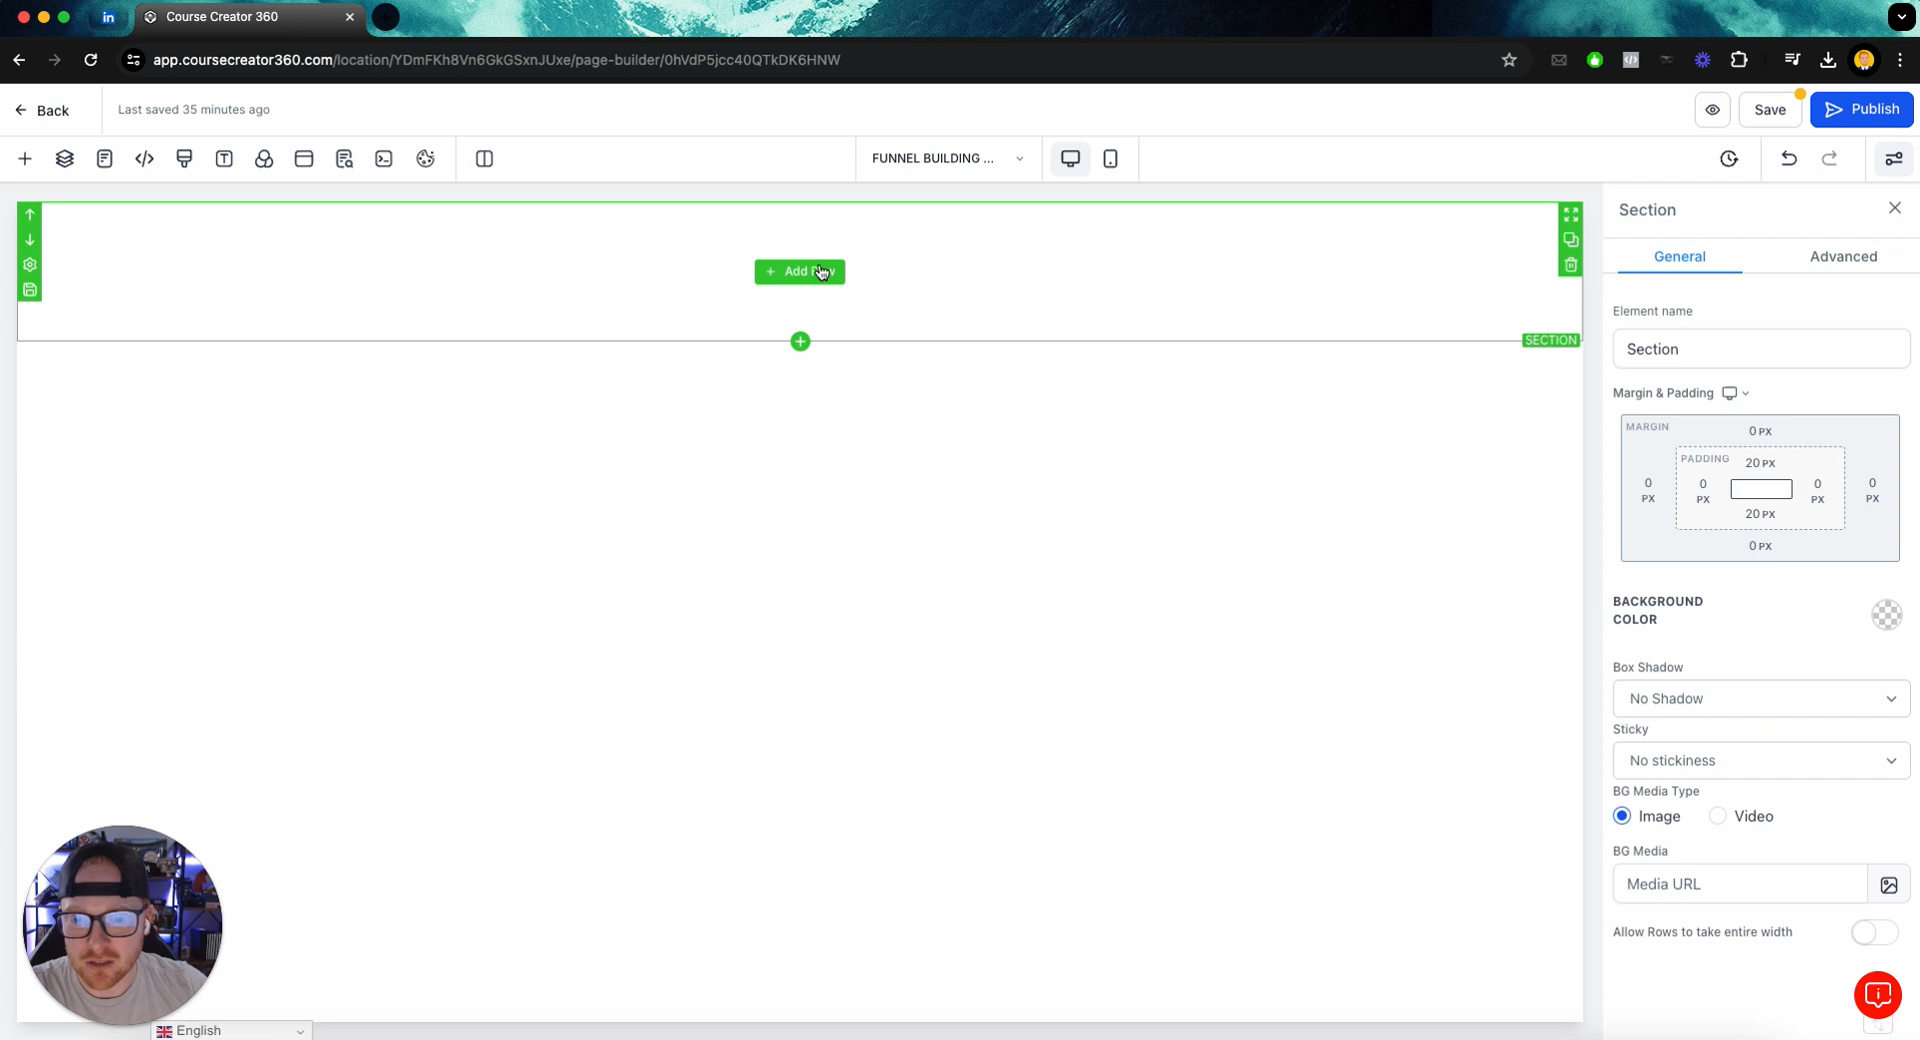 in
Course Creator 360
app.coursecreator360.com/location/YDmFKh8Vn6GkGSxnJUxe/page-builder/0hVdP5jcc40QTkDK6HNW
Back
Last saved 35 minutes ago
Save
Publish
FUNNEL BUILDING ...
Section
General
Advanced
+ Add
SECTION
Element name
Section
Margin & Padding
MARGIN
0 PX
PADDING
20 PX
0 PX
0 PX
0 PX
0 PX
20 PX
0 PX
BACKGROUND
COLOR
Box Shadow
No Shadow
Sticky
No stickiness
BG Media Type
Image
Video
BG Media
Media URL
Allow Rows to take entire width
English